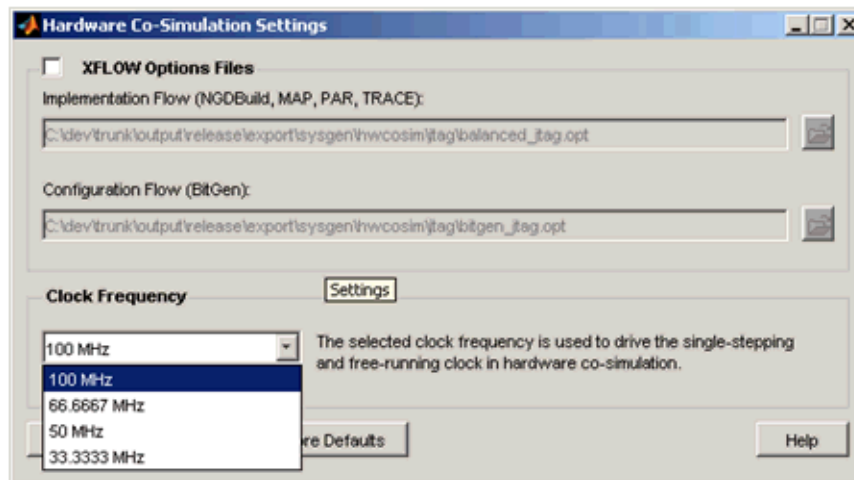 Hardware Co-Simulation Settings
XFLOW Options Files
Implementation Flow (NGDBuild, MAP, PAR, TRACE):
C:\dev\trunk\output\release\export\sysgen\hwcosim\jtag\balanced_jtag.opt
Configuration Flow (BitGen):
C:\dev\trunk\output\release\export\sysgen\hwcosim\jtag\bitgen_jtag.opt
Settings
Clock Frequency
100 MHz
The selected clock frequency is used to drive the single-stepping
and free-running clock in hardware co-simulation.
100 MHz
66.6667 MHz
50 MHz
33.3333 MHz
re Defaults
Help